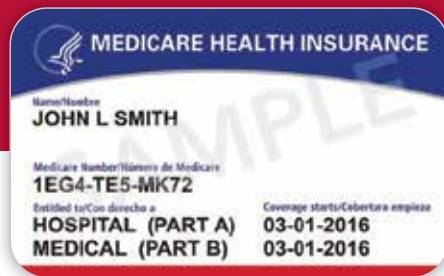 MEDICARE HEALTH INSURANCE
SAMPLE
Name/Nombre
JOHN L SMITH
Medicare Number/Número de Medicare
1EG4-TE5-MK72
Entitled to/Con derecho a
HOSPITAL (PART A)
MEDICAL (PART B)
Coverage starts/Cobertura empieza
03-01-2016
03-01-2016